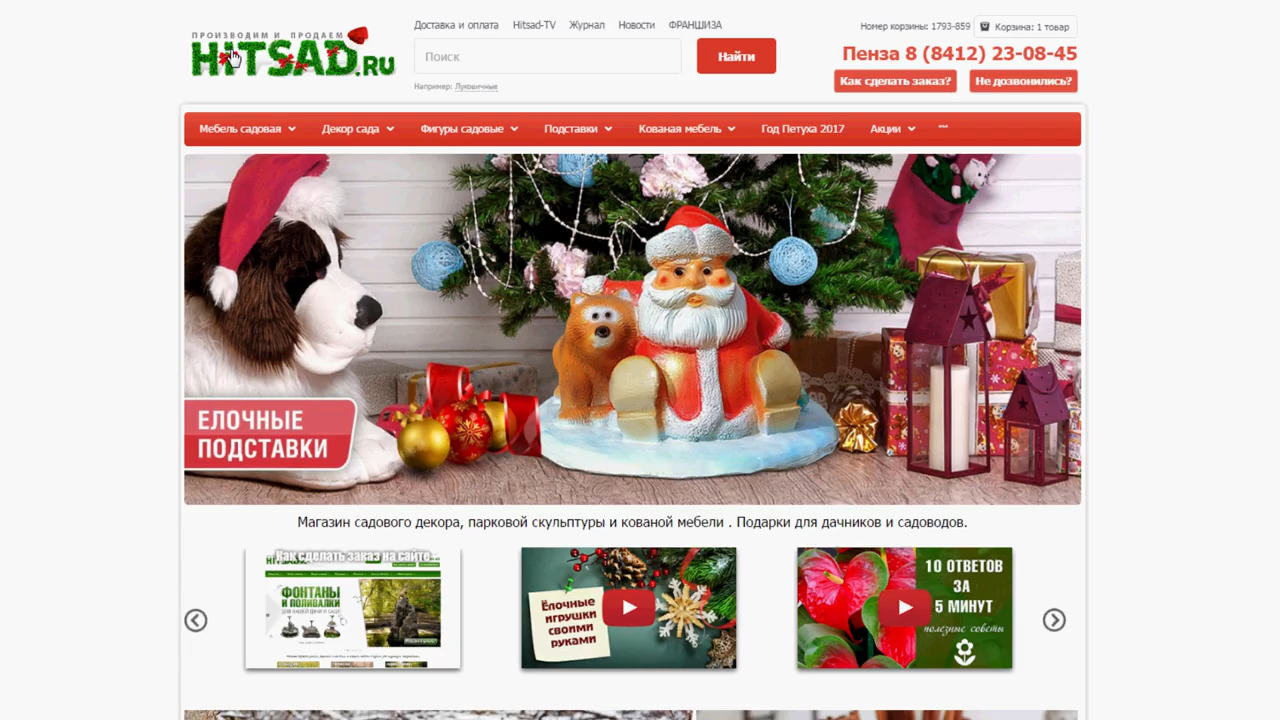 ПРОИЗВОДИМ И ПРОДАЕМ
HITSAD.RU
Доставка и оплата Hitsad-TV Журнал Новости ФРАНШИЗА
Поиск
Найти
Например: Луковичные
Номер корзины: 1793-859
Корзина: 1 товар
Пенза 8 (8412) 23-08-45
Как сделать заказ?
Не дозвонились?
Мебель садовая Декор сада Фигуры садовые Подставки Кованая мебель Год Петуха 2017 Акции ...
ЕЛОЧНЫЕ
ПОДСТАВКИ
Магазин садового декора, парковой скульптуры и кованой мебели . Подарки для дачников и садоводов.
Как сделать заказ на сайте...
HITSAD
ФОНТАНЫ
И ПОЛИВАЛКИ
Ёлочные
игрушки
своими
руками
10 ОТВЕТОВ
ЗА
5 МИНУТ
полезные советы